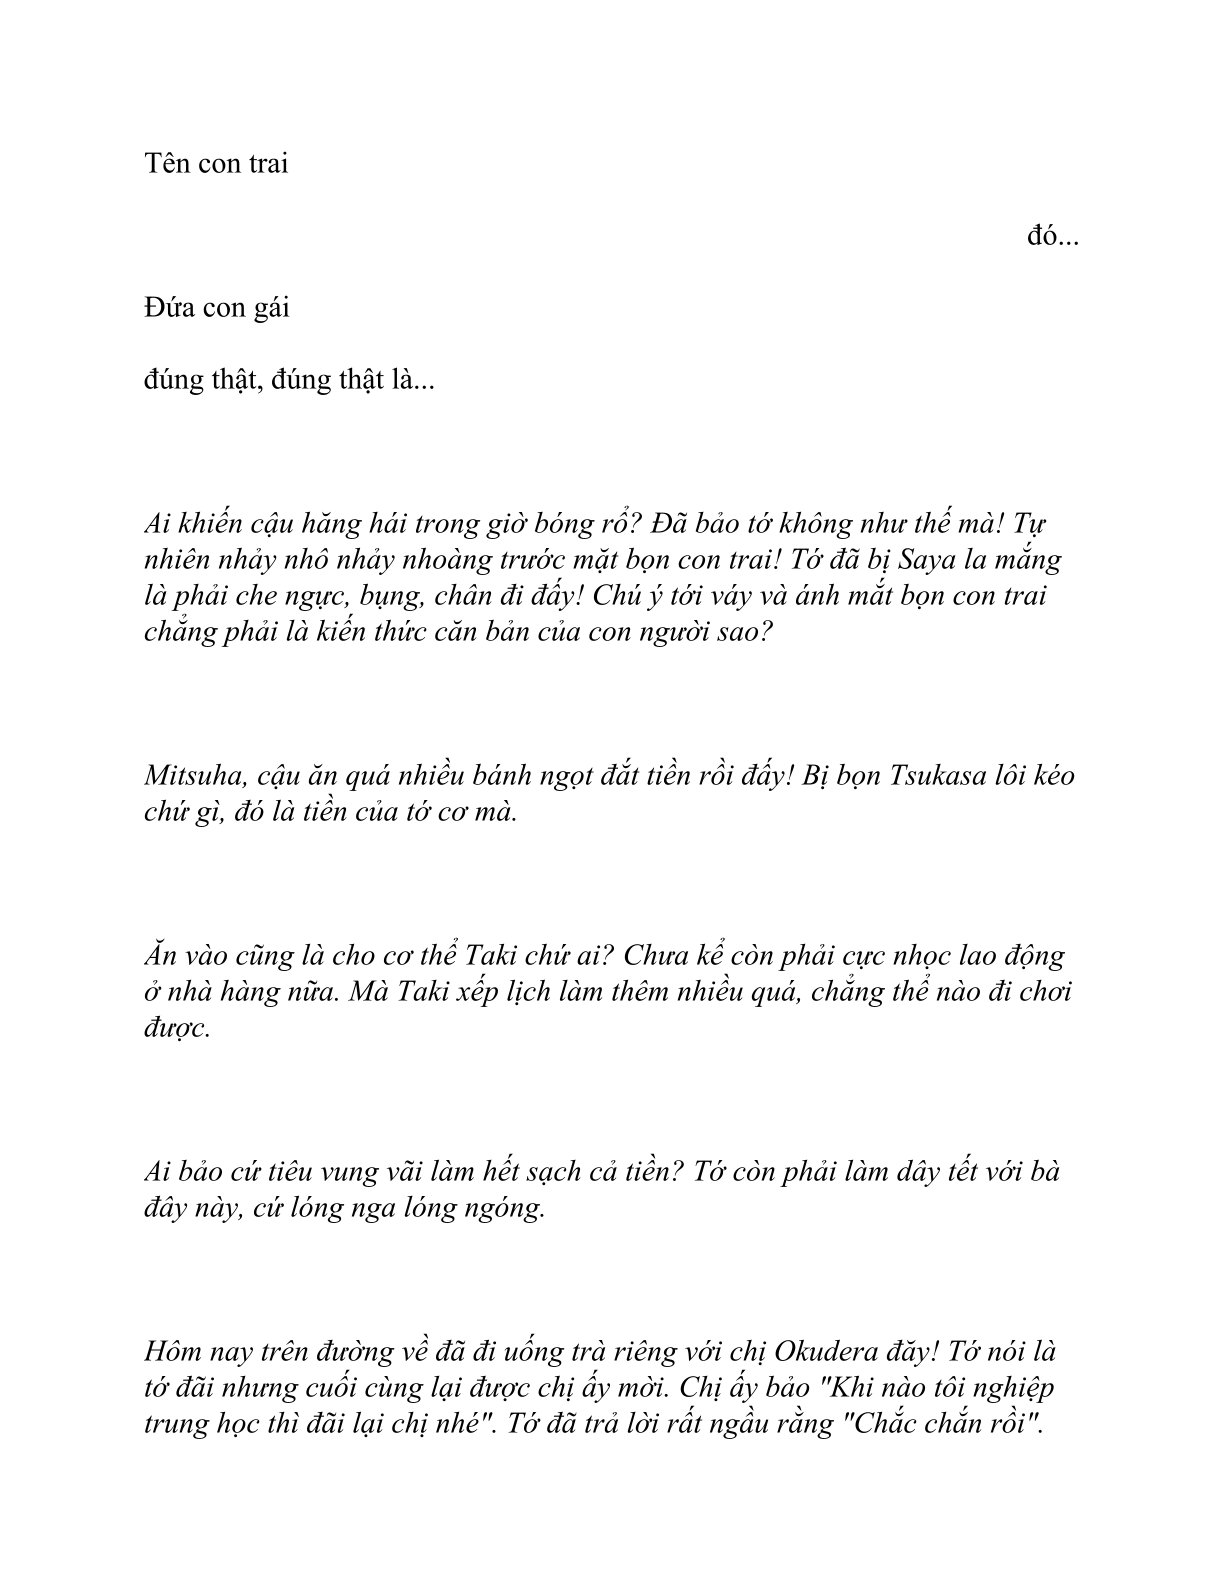 Tên con trai
đó...
Đứa con gái
đúng thật, đúng thật là...
Ai khiến cậu hăng hái trong giờ bóng rổ? Đã bảo tớ không như thế mà! Tự
nhiên nhảy nhô nhảy nhoàng trước mặt bọn con trai! Tớ đã bị Saya la mắng
là phải che ngực, bụng, chân đi đấy! Chú ý tới váy và ánh mắt bọn con trai
chẳng phải là kiến thức căn bản của con người sao?
Mitsuha, cậu ăn quá nhiều bánh ngọt đắt tiền rồi đấy! Bị bọn Tsukasa lôi kéo
chứ gì, đó là tiền của tớ cơ mà.
Ăn vào cũng là cho cơ thể Taki chứ ai? Chưa kể còn phải cực nhọc lao động
ở nhà hàng nữa. Mà Taki xếp lịch làm thêm nhiều quá, chẳng thể nào đi chơi
được.
Ai bảo cứ tiêu vung vãi làm hết sạch cả tiền? Tớ còn phải làm dây tết với bà
đây này, cứ lóng nga lóng ngóng.
Hôm nay trên đường về đã đi uống trà riêng với chị Okudera đăy! Tớ nói là
tớ đãi nhưng cuối cùng lại được chị ấy mời. Chị ấy bảo "Khi nào tôi nghiệp
trung học thì đãi lại chị nhé". Tớ đã trả lời rất ngầu rằng "Chắc chắn rồi".